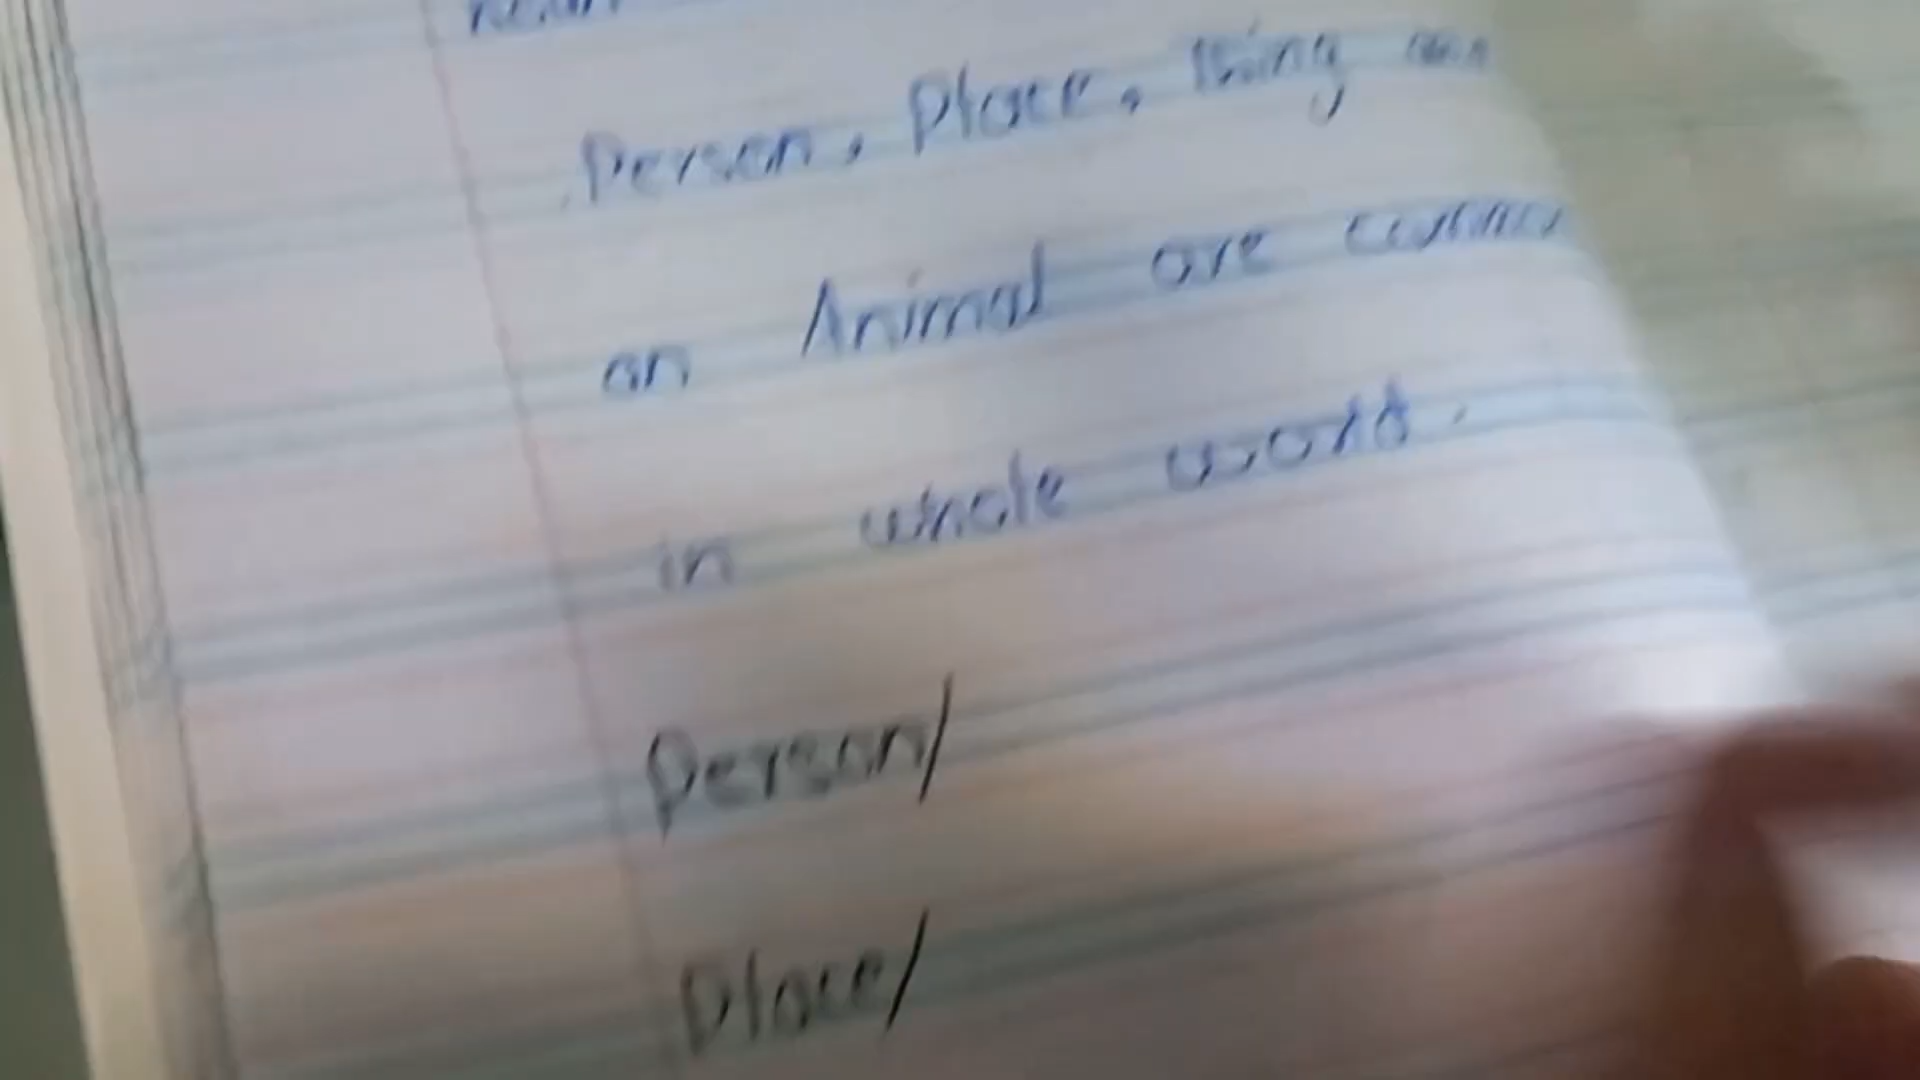 Person, Place, thing
an Animal are
in whole world.
Person/
Place/